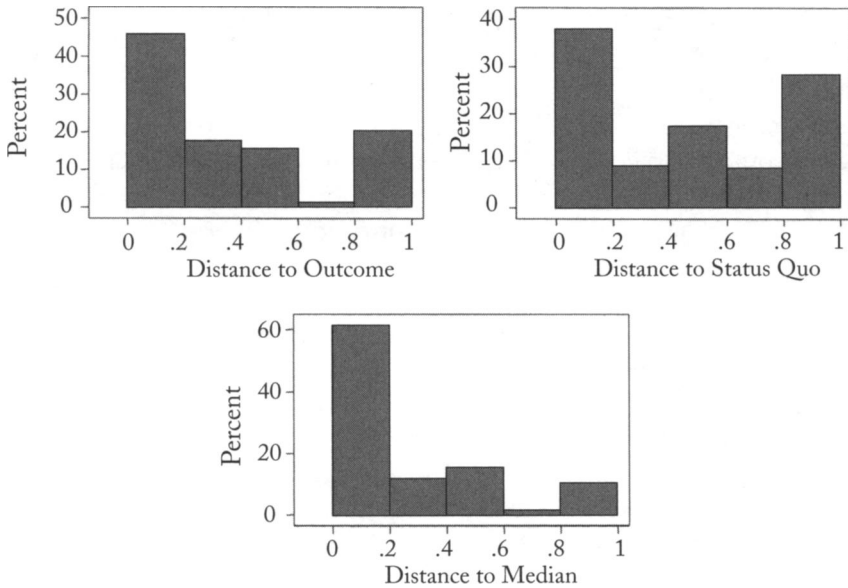 50
40
30
20
10
0
Percent
0 .2 .4 .6 .8 1
Distance to Outcome
40
30
20
10
0
Percent
0 .2 .4 .6 .8 1
Distance to Status Quo
60
40
20
0
Percent
0 .2 .4 .6 .8 1
Distance to Median